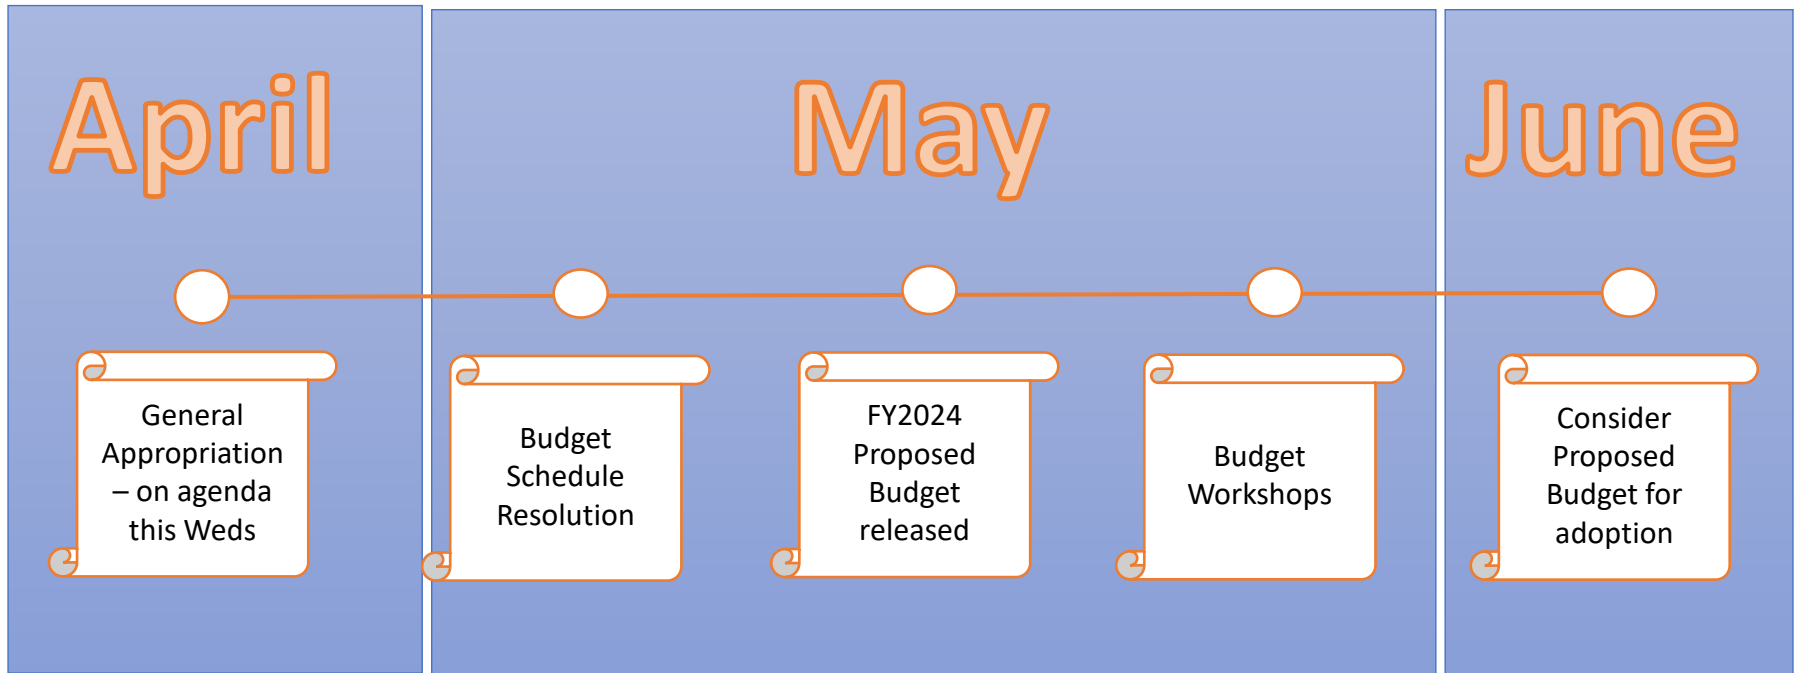 April
May
June
General
Appropriation
– on agenda
this Weds
Budget
Schedule
Resolution
FY2024
Proposed
Budget
released
Budget
Workshops
Consider
Proposed
Budget for
adoption